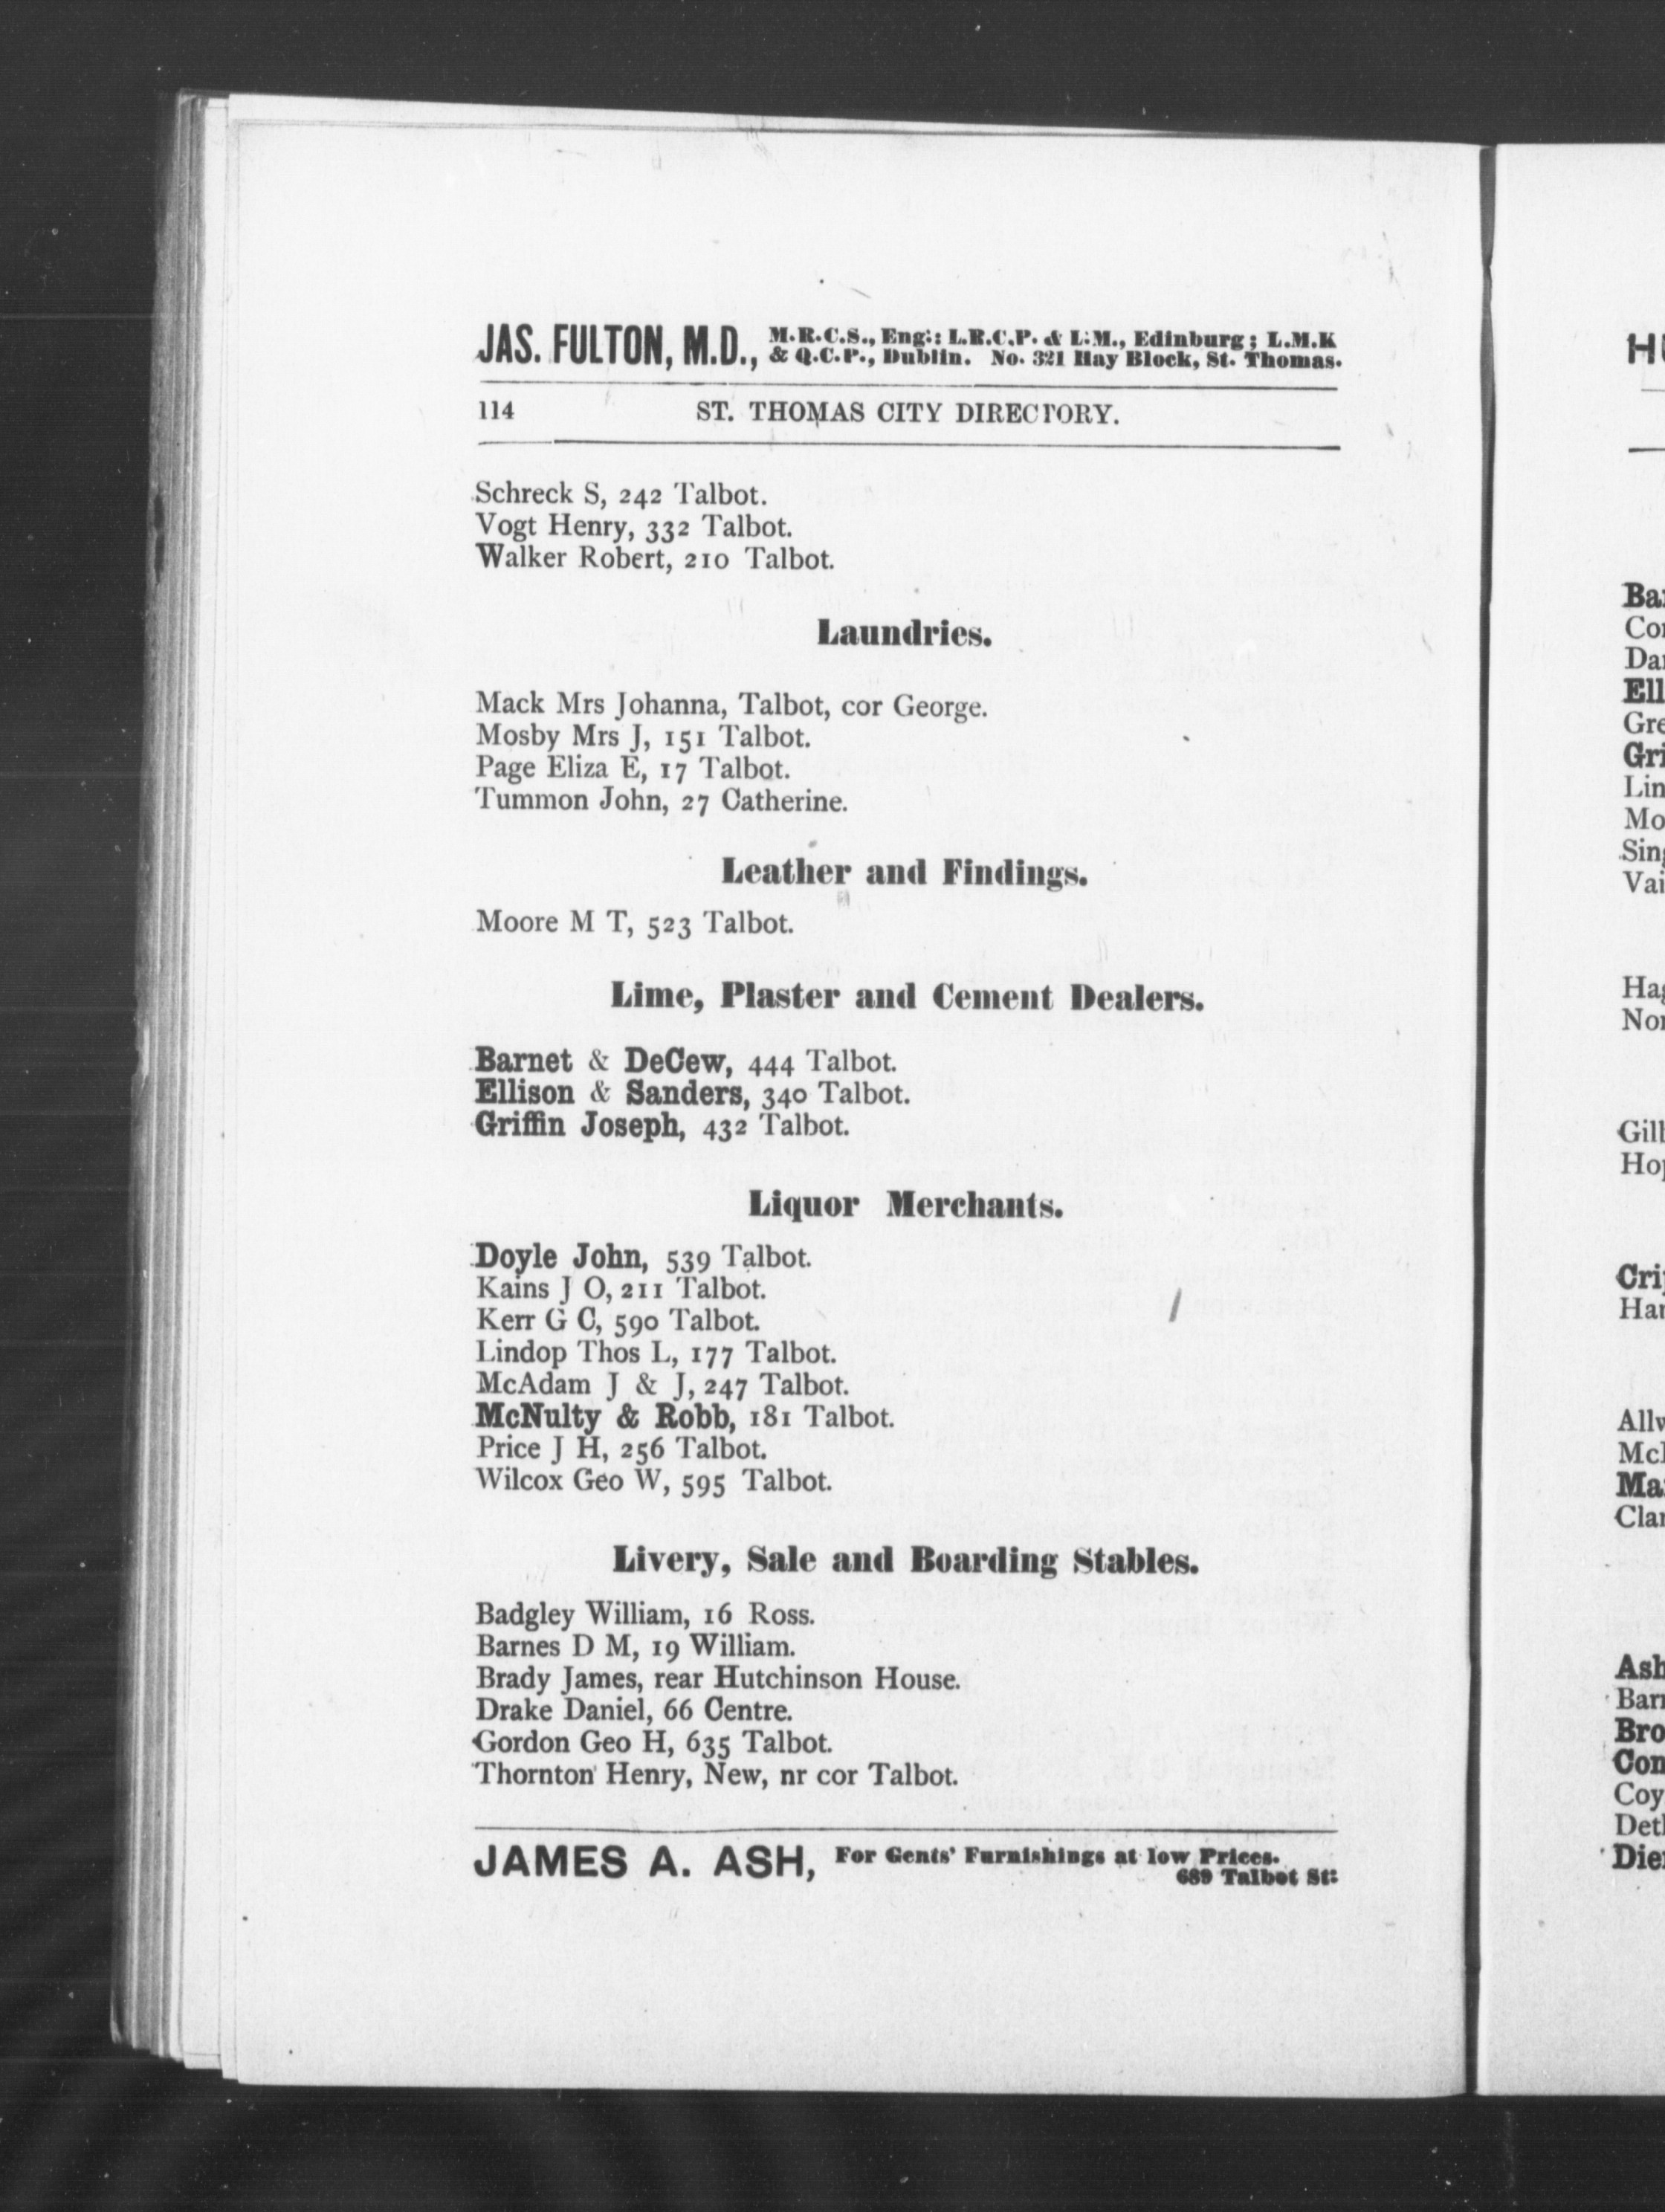 JAS. FULTON, M.D., M.R.C.S., Eng.; L.R.C.P. & L.M., Edinburg; L.M.K
& Q.C.P., Dublin. No. 321 Hay Block, St. Thomas.
114 ST. THOMAS CITY DIRECTORY.
Schreck S, 242 Talbot.
Vogt Henry, 332 Talbot.
Walker Robert, 210 Talbot.
Laundries.
Mack Mrs Johanna, Talbot, cor George.
Mosby Mrs J, 151 Talbot.
Page Eliza E, 17 Talbot.
Tummon John, 27 Catherine.
Leather and Findings.
Moore M T, 523 Talbot.
Lime, Plaster and Cement Dealers.
Barnet & DeCew, 444 Talbot.
Ellison & Sanders, 340 Talbot.
Griffin Joseph, 432 Talbot.
Liquor Merchants.
Doyle John, 539 Talbot.
Kains J O, 211 Talbot.
Kerr G C, 590 Talbot.
Lindop Thos L, 177 Talbot.
McAdam J & J, 247 Talbot.
McNulty & Robb, 181 Talbot.
Price J H, 256 Talbot.
Wilcox Geo W, 595 Talbot.
Livery, Sale and Boarding Stables.
Badgley William, 16 Ross.
Barnes D M, 19 William.
Brady James, rear Hutchinson House.
Drake Daniel, 66 Centre.
Gordon Geo H, 635 Talbot.
Thornton Henry, New, nr cor Talbot.
JAMES A. ASH, For Gents' Furnishings at low Prices.
689 Talbot St.